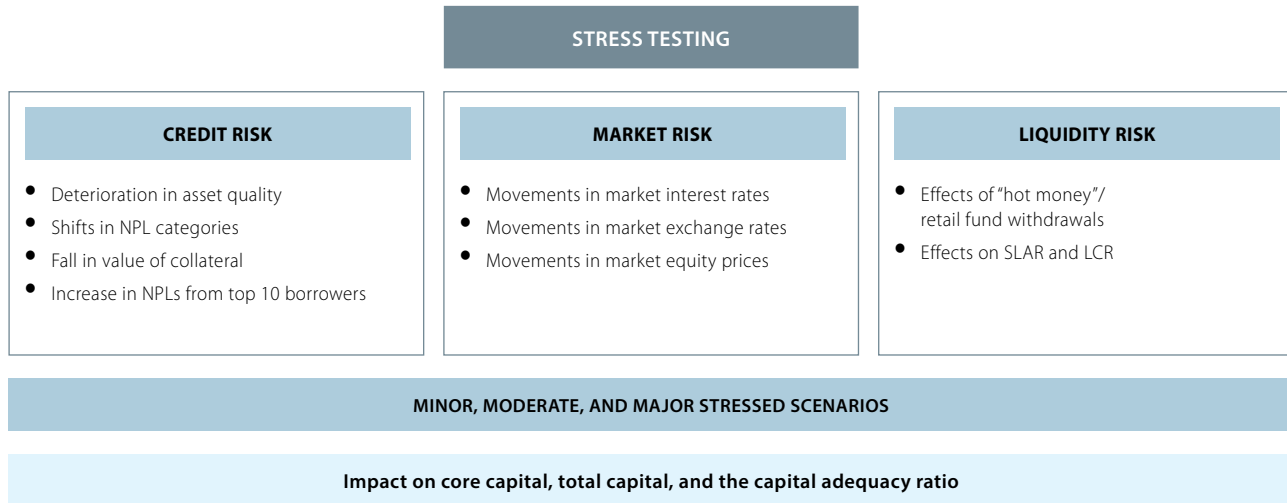 STRESS TESTING
CREDIT RISK
• Deterioration in asset quality
• Shifts in NPL categories
• Fall in value of collateral
• Increase in NPLs from top 10 borrowers
MARKET RISK
• Movements in market interest rates
• Movements in market exchange rates
• Movements in market equity prices
LIQUIDITY RISK
• Effects of “hot money”/
retail fund withdrawals
• Effects on SLAR and LCR
MINOR, MODERATE, AND MAJOR STRESSED SCENARIOS
Impact on core capital, total capital, and the capital adequacy ratio